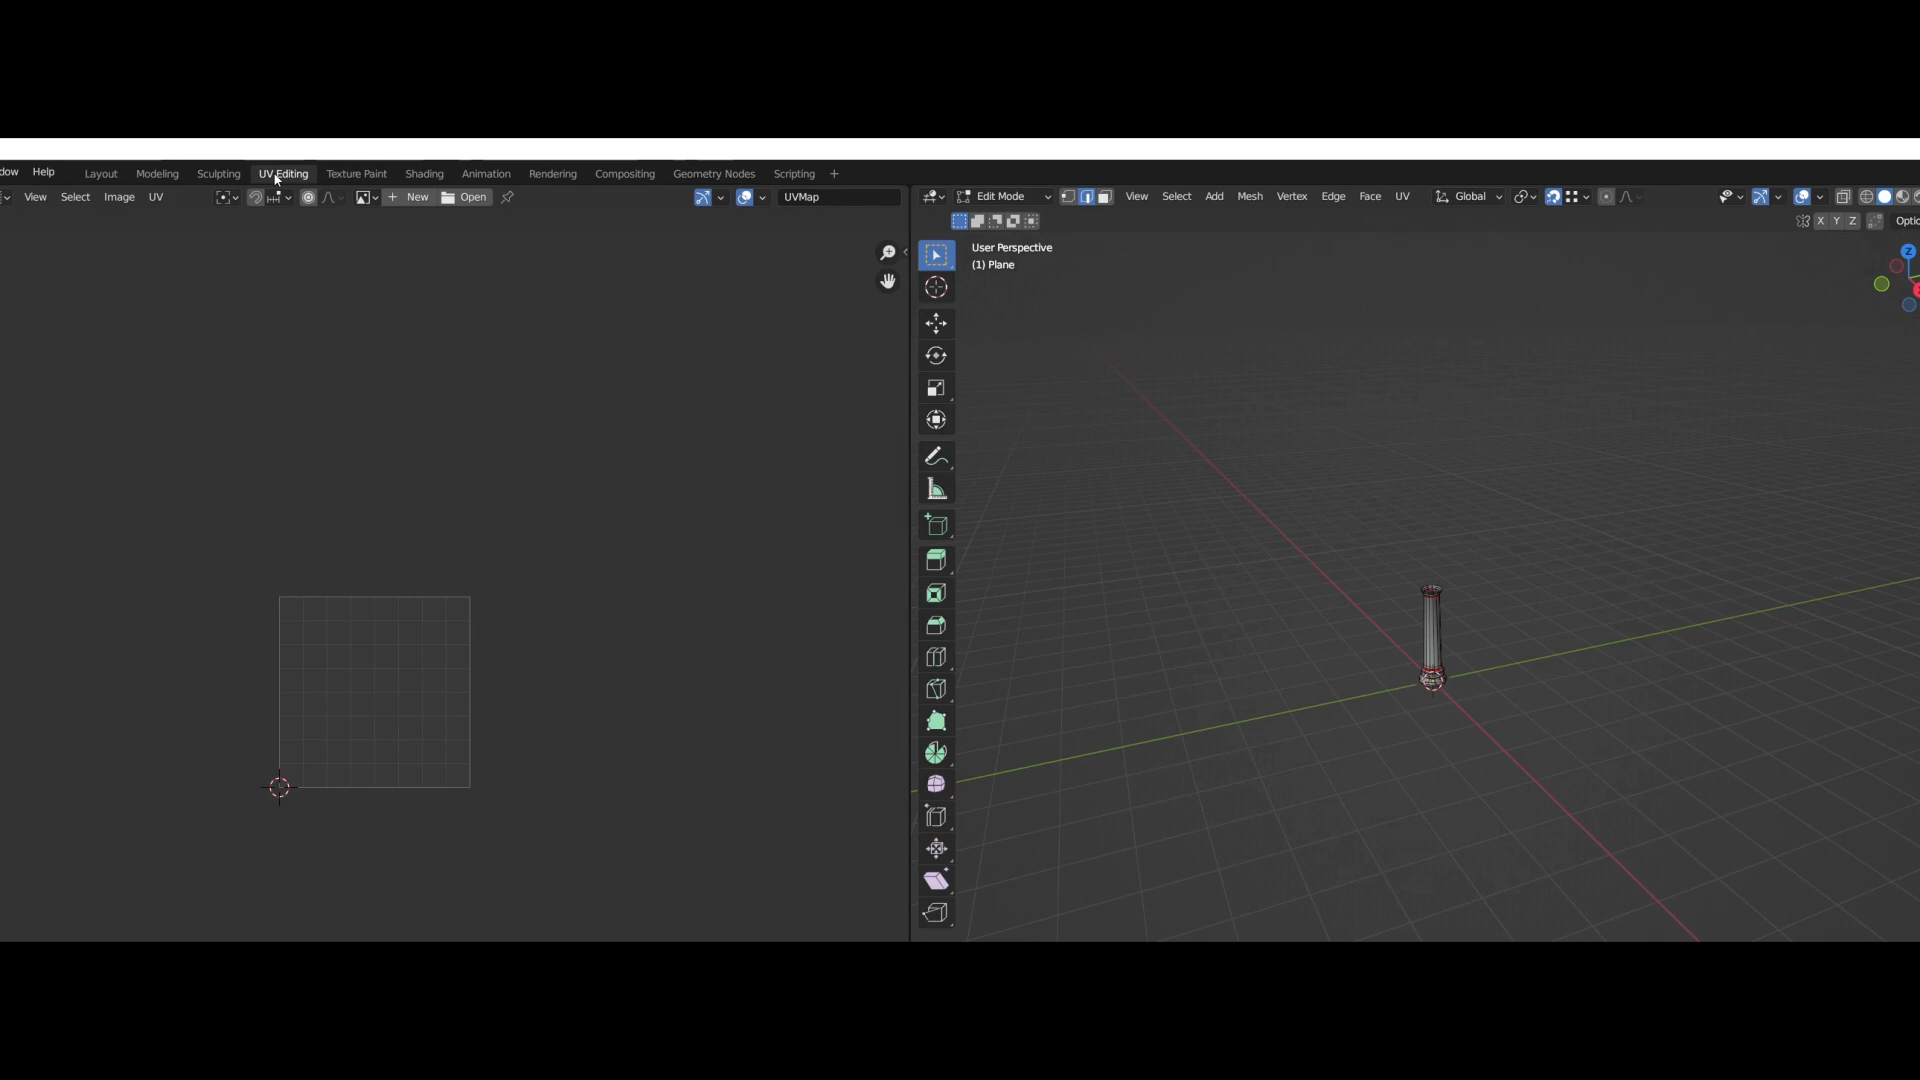 dow Help Layout Modeling Sculpting UV Editing Texture Paint Shading Animation Rendering Compositing Geometry Nodes Scripting +
View Select Image UV + New Open UVMap Edit Mode View Select Add Mesh Vertex Edge Face UV Global
X Y Z Optic
User Perspective
(1) Plane
Z